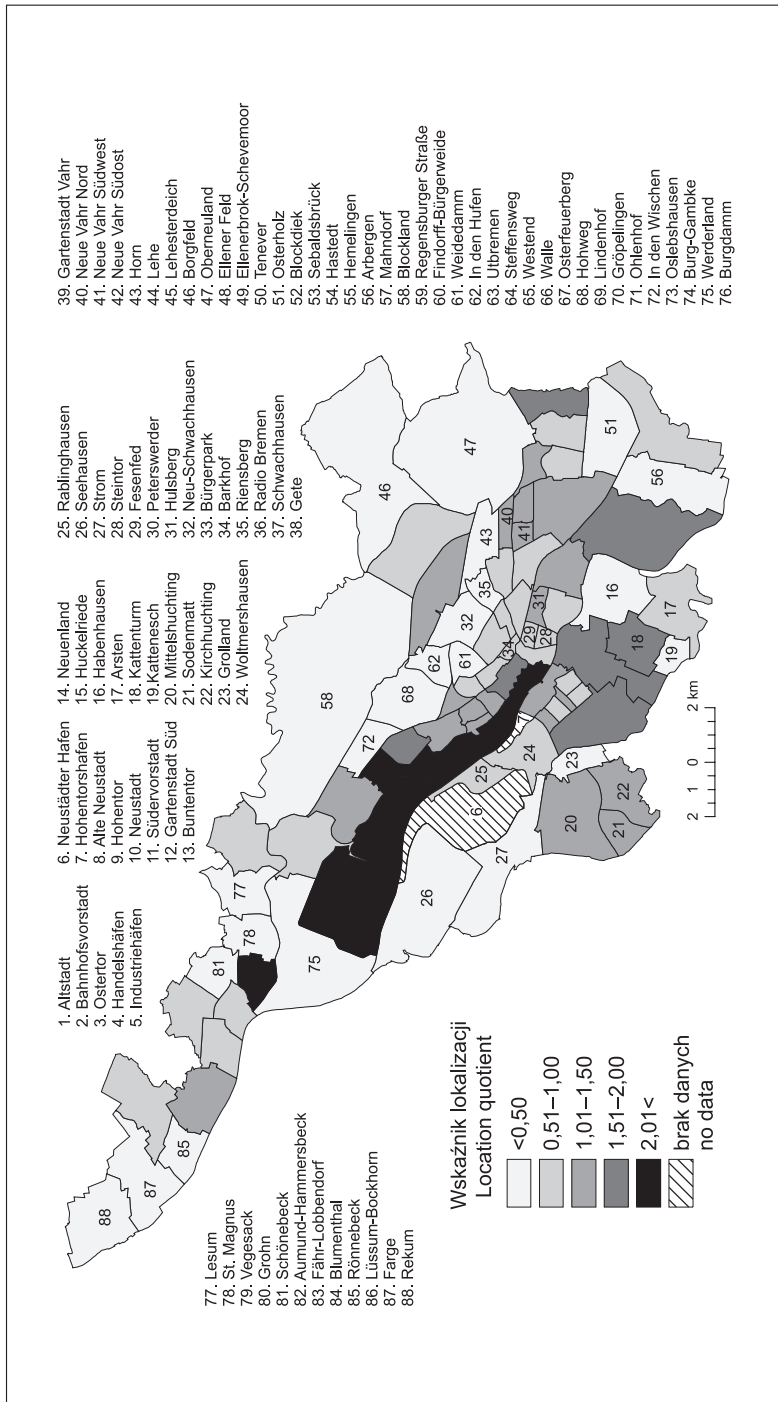 1. Altstadt
2. Bahnhofsvorstadt
3. Ostertor
4. Handelshäfen
5. Industriehäfen
6. Neustädter Hafen
7. Hohentorshafen
8. Alte Neustadt
9. Hohentor
10. Neustadt
11. Südervorstadt
12. Gartenstadt Süd
13. Buntentor
14. Neuenland
15. Huckelriede
16. Habenhausen
17. Arsten
18. Kattenturm
19.Kattenesch
20. Mittelshuchting
21. Sodenmatt
22. Kirchhuchting
23. Grolland
24. Woltmershausen
25. Rablinghausen
26. Seehausen
27. Strom
28. Steintor
29. Fesenfed
30. Peterswerder
31. Hulsberg
32. Neu-Schwachhausen
33. Bürgerpark
34. Barkhof
35. Riensberg
36. Radio Bremen
37. Schwachhausen
38. Gete
39. Gartenstadt Vahr
40. Neue Vahr Nord
41. Neue Vahr Südwest
42. Neue Vahr Südost
43. Horn
44. Lehe
45. Lehesterdeich
46. Borgfeld
47. Oberneuland
48. Ellener Feld
49. Ellenerbrok-Schevemoor
50. Tenever
51. Osterholz
52. Blockdiek
53. Sebaldsbrück
54. Hastedt
55. Hemelingen
56. Arbergen
57. Mahndorf
58. Blockland
59. Regensburger Straße
60. Findorff-Bürgerweide
61. Weidedamm
62. In den Hufen
63. Utbremen
64. Steffensweg
65. Westend
66. Walle
67. Osterfeuerberg
68. Hohweg
69. Lindenhof
70. Gröpelingen
71. Ohlenhof
72. In den Wischen
73. Oslebshausen
74. Burg-Gambke
75. Werderland
76. Burgdamm
77. Lesum
78. St. Magnus
79. Vegesack
80. Grohn
81. Schönebeck
82. Aumund-Hammersbeck
83. Fähr-Lobbendorf
84. Blumenthal
85. Rönnebeck
86. Lüssum-Bockhorn
87. Farge
88. Rekum
88
87
85
81
78
77
75
58
72
68
62
61
32
35
43
46
47
40
41
31
34
29
28
51
56
16
17
18
19
26
27
6
25
24
23
20
21
22
Wskaźnik lokalizacji
Location quotient
<0,50
0,51–1,00
1,01–1,50
1,51–2,00
2,01<
brak danych
no data
2 1 0 2 km